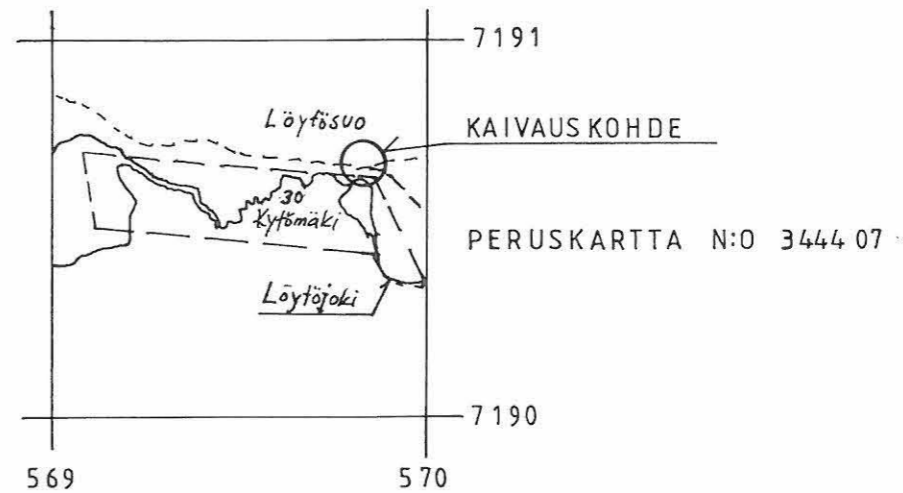 7191
Löytösuo
KAIVAUSKOHDE
30
Kytömäki
PERUSKARTTA N:O 3444 07
Löytöjoki
7190
569
570